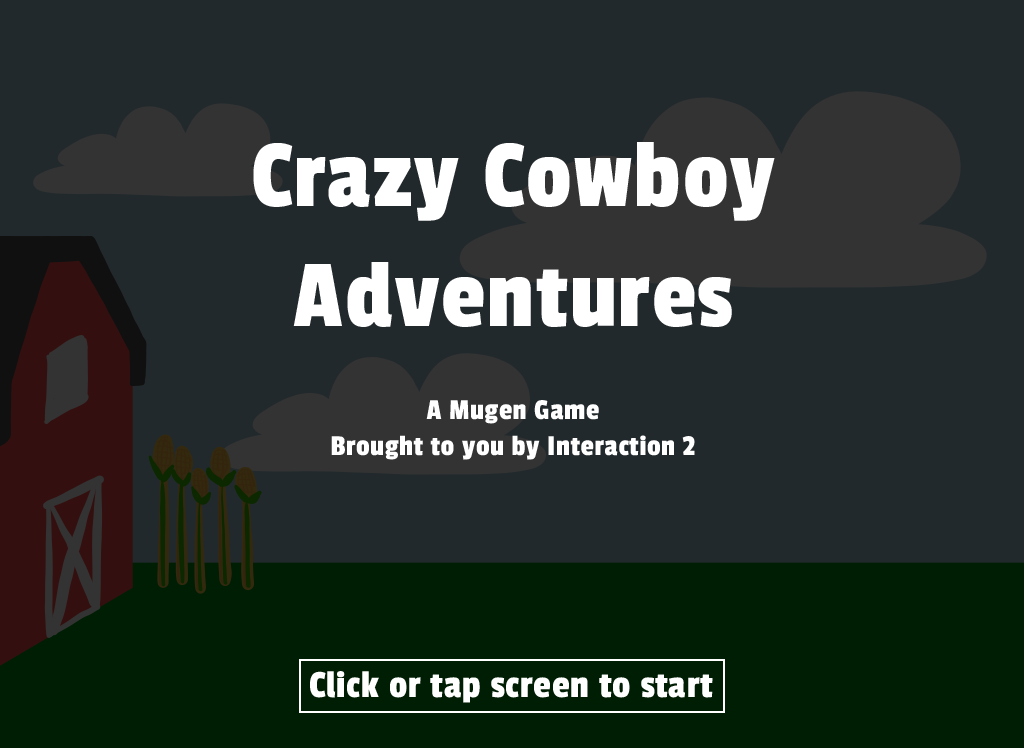 Crazy Cowboy
Adventures
A Mugen Game
Brought to you by Interaction 2
Click or tap screen to start